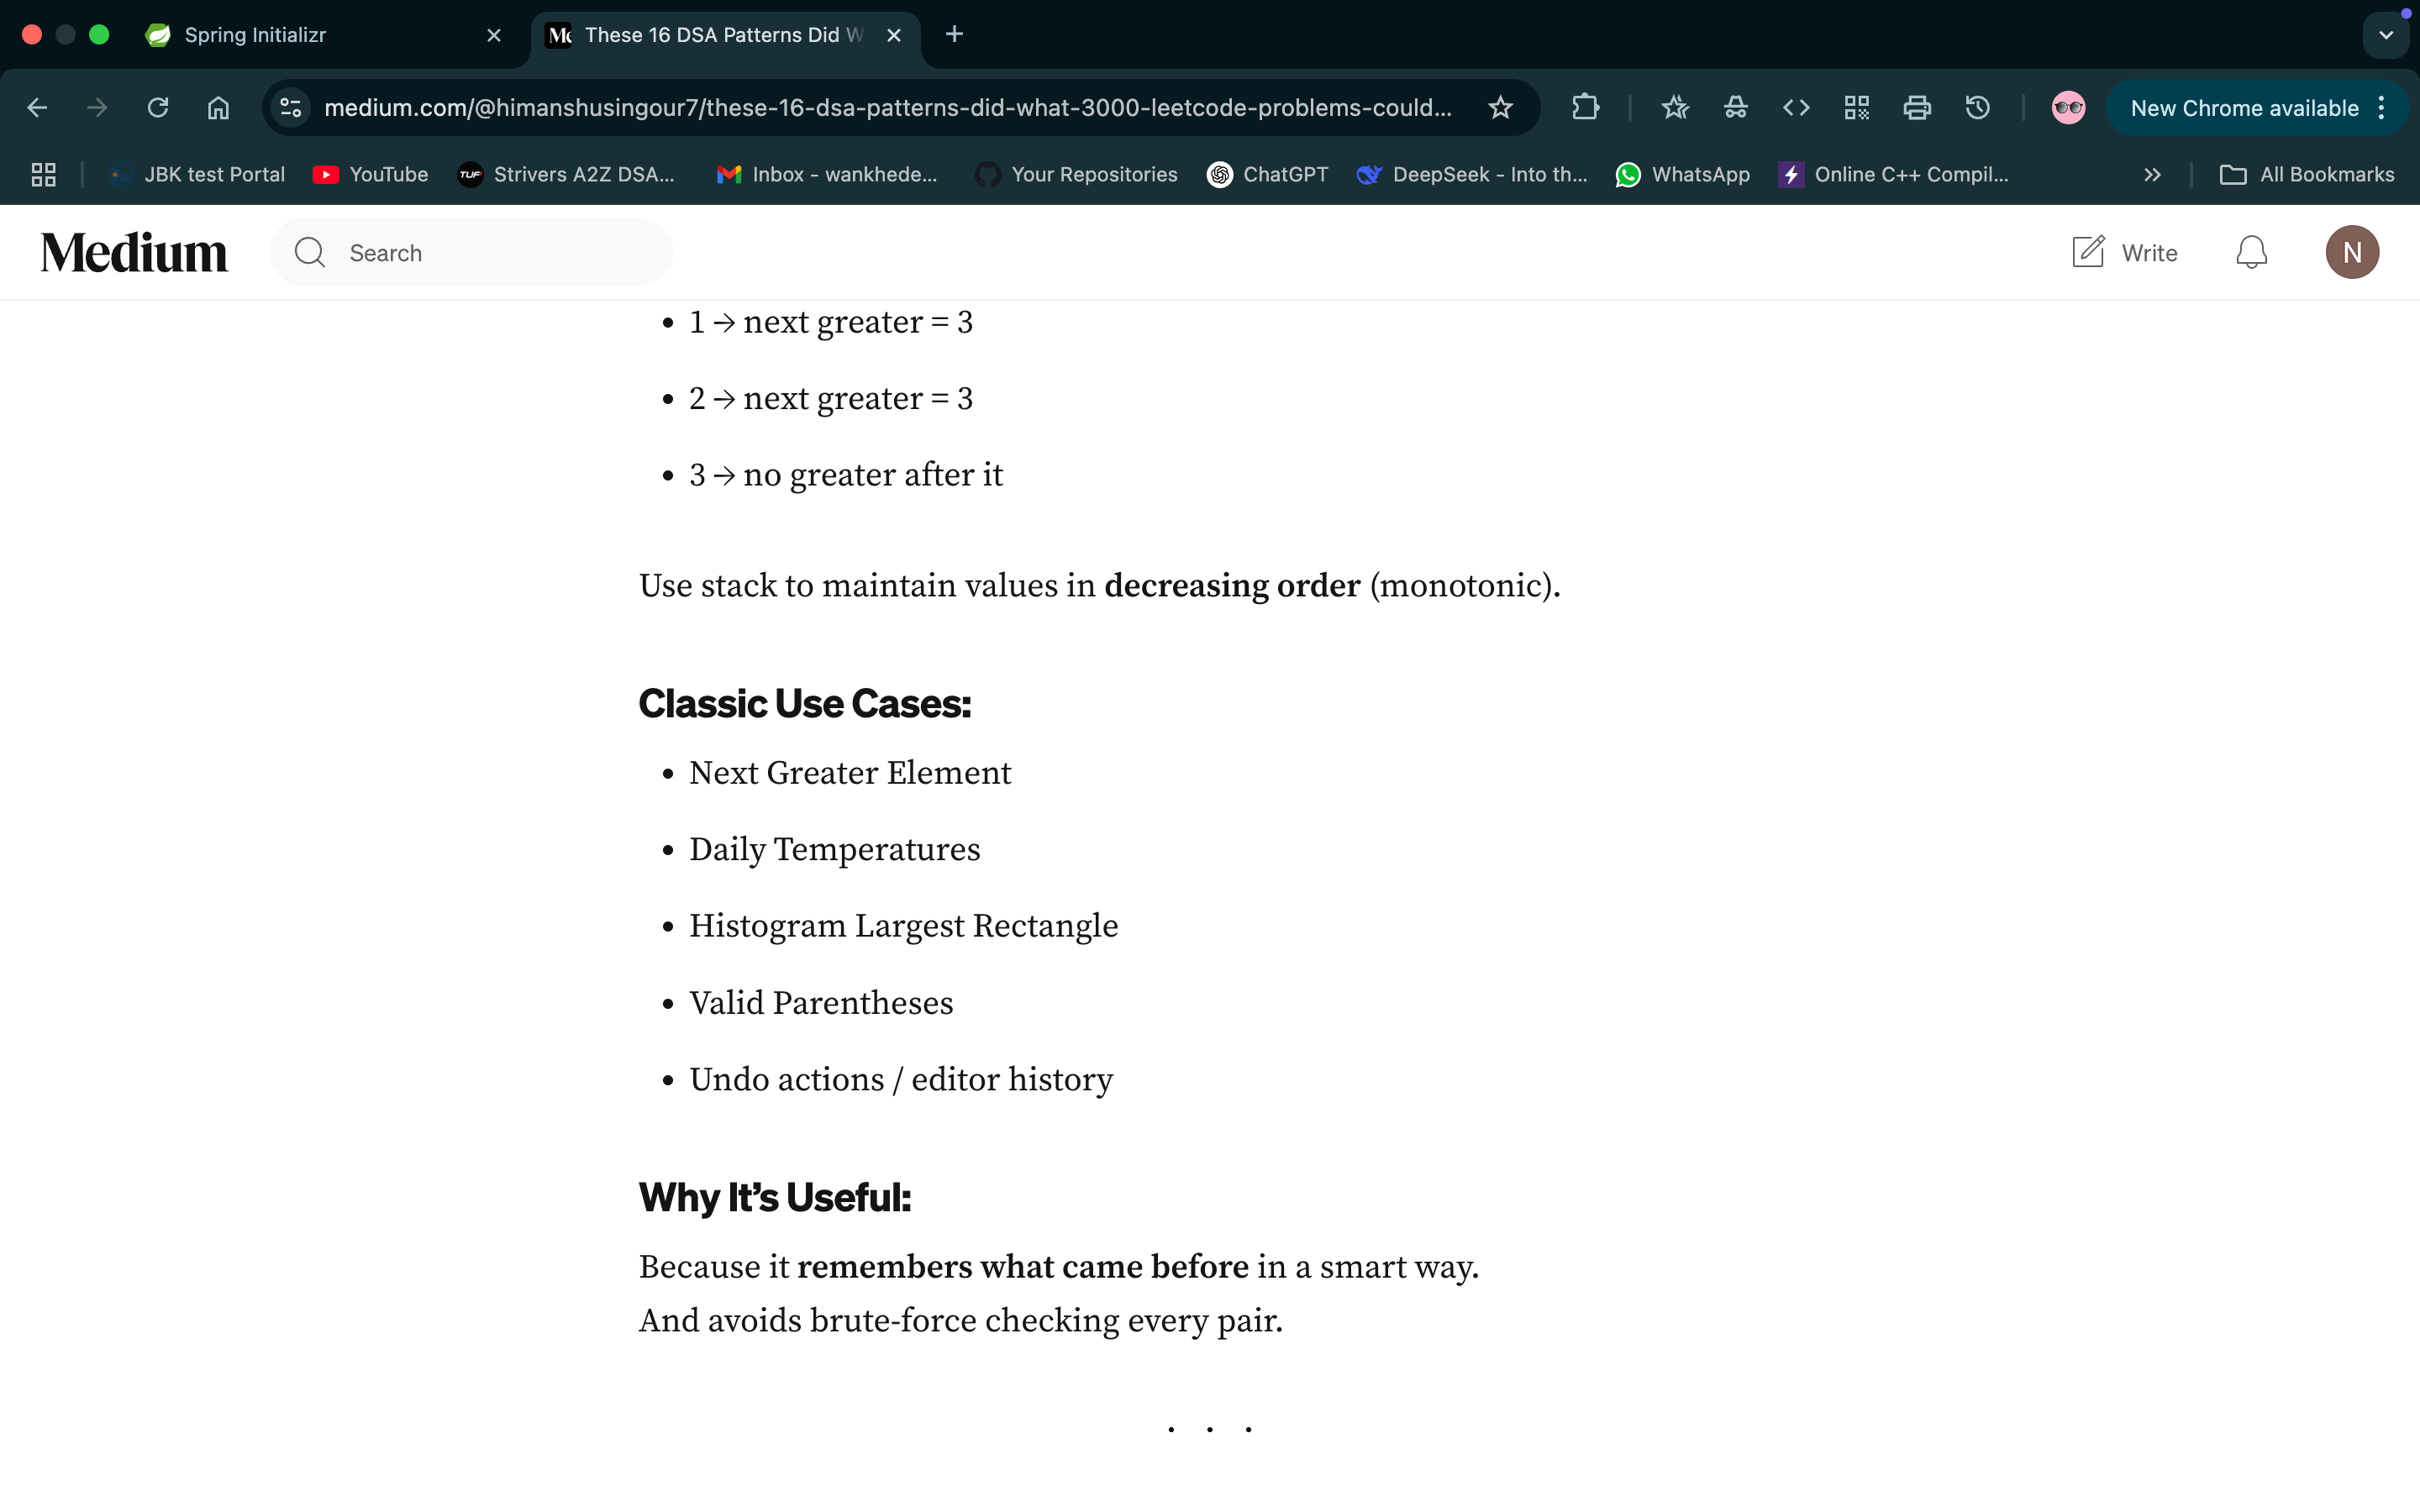 Spring Initializr
These 16 DSA Patterns Did W
medium.com/@himanshusingour7/these-16-dsa-patterns-did-what-3000-leetcode-problems-could...
New Chrome available
JBK test Portal
YouTube
TUF
Strivers A2Z DSA...
Inbox - wankhede...
Your Repositories
ChatGPT
DeepSeek - Into th...
WhatsApp
Online C++ Compil...
All Bookmarks
Medium
Search
Write
N
• 1 → next greater = 3
• 2 → next greater = 3
• 3 → no greater after it
Use stack to maintain values in decreasing order (monotonic).
Classic Use Cases:
• Next Greater Element
• Daily Temperatures
• Histogram Largest Rectangle
• Valid Parentheses
• Undo actions / editor history
Why It’s Useful:
Because it remembers what came before in a smart way.
And avoids brute-force checking every pair.
. . .